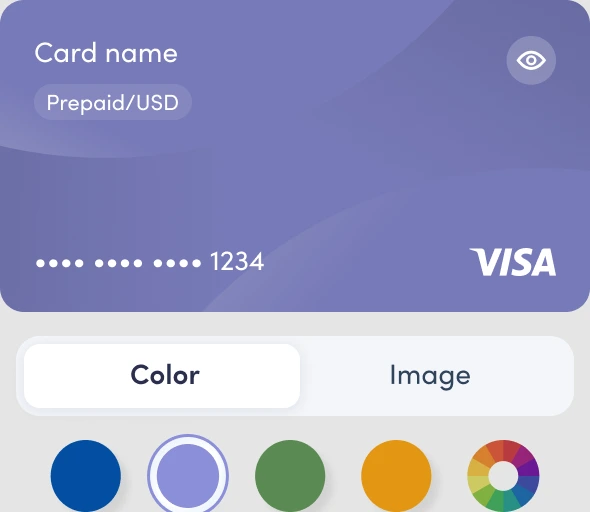 Card name
Prepaid/USD
•••• •••• •••• 1234
VISA
Color
Image